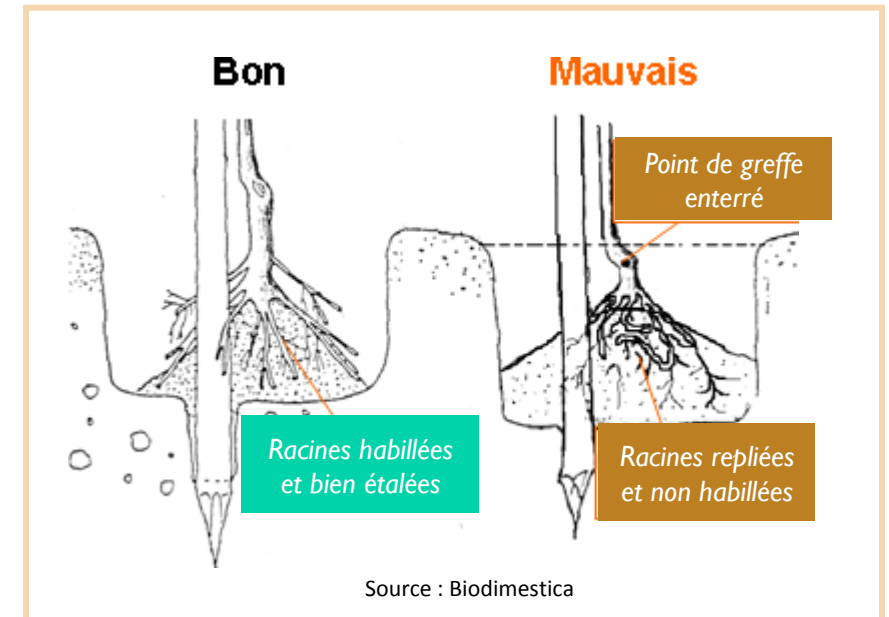 Bon
Mauvais
Point de greffe
enterré
Racines habillées
et bien étalées
Racines repliées
et non habillées
Source : Biodimestica